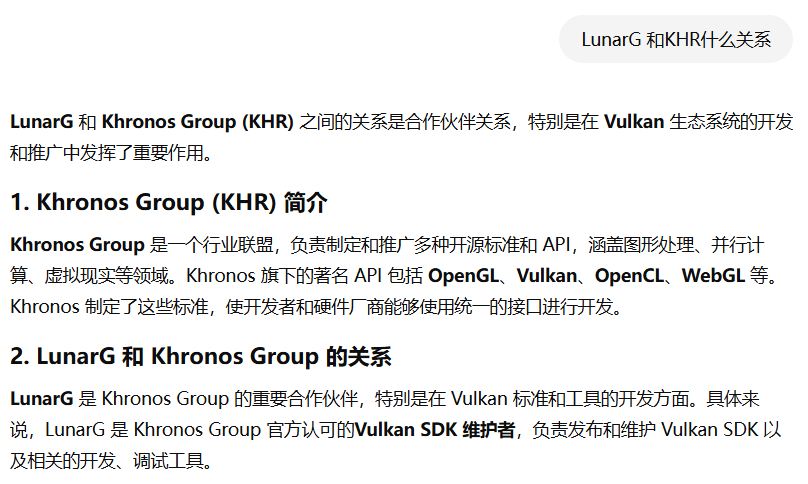 LunarG 和KHR什么关系
LunarG 和 Khronos Group (KHR) 之间的关系是合作伙伴关系，特别是在 Vulkan 生态系统的开发
和推广中发挥了重要作用。
1. Khronos Group (KHR) 简介
Khronos Group 是一个行业联盟，负责制定和推广多种开源标准和 API，涵盖图形处理、并行计
算、虚拟现实等领域。Khronos 旗下的著名 API 包括 OpenGL、Vulkan、OpenCL、WebGL 等。
Khronos 制定了这些标准，使开发者和硬件厂商能够使用统一的接口进行开发。
2. LunarG 和 Khronos Group 的关系
LunarG 是 Khronos Group 的重要合作伙伴，特别是在 Vulkan 标准和工具的开发方面。具体来
说，LunarG 是 Khronos Group 官方认可的Vulkan SDK 维护者，负责发布和维护 Vulkan SDK 以
及相关的开发、调试工具。